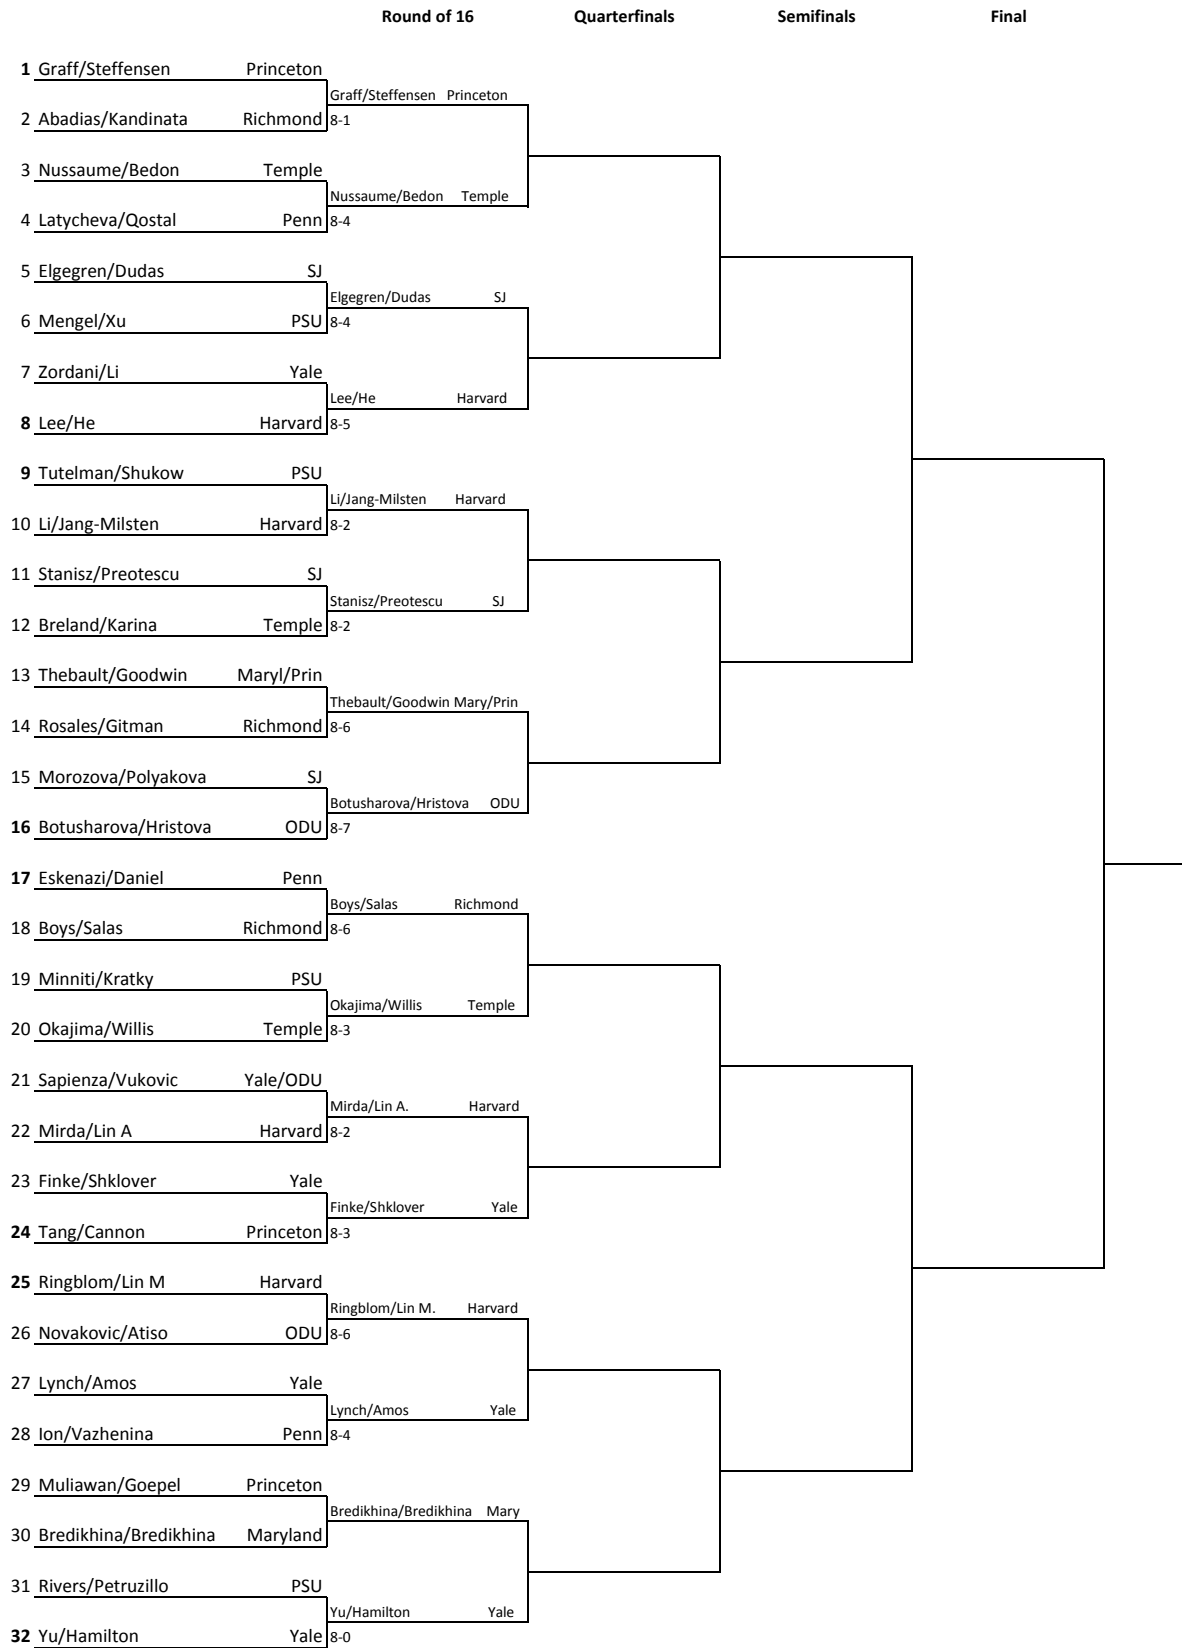 Round of 16 Quarterfinals Semifinals Final
1 Graff/Steffensen Princeton
Graff/Steffensen Princeton
2 Abadias/Kandinata Richmond 8-1
3 Nussaume/Bedon Temple
Nussaume/Bedon Temple
4 Latycheva/Qostal Penn 8-4
5 Elgegren/Dudas SJ
Elgegren/Dudas SJ
6 Mengel/Xu PSU 8-4
7 Zordani/Li Yale
Lee/He Harvard
8 Lee/He Harvard 8-5
9 Tutelman/Shukow PSU
Li/Jang-Milsten Harvard
10 Li/Jang-Milsten Harvard 8-2
11 Stanisz/Preotescu SJ
Stanisz/Preotescu SJ
12 Breland/Karina Temple 8-2
13 Thebault/Goodwin Maryl/Prin
Thebault/Goodwin Mary/Prin
14 Rosales/Gitman Richmond 8-6
15 Morozova/Polyakova SJ
Botusharova/Hristova ODU
16 Botusharova/Hristova ODU 8-7
17 Eskenazi/Daniel Penn
Boys/Salas Richmond
18 Boys/Salas Richmond 8-6
19 Minniti/Kratky PSU
Okajima/Willis Temple
20 Okajima/Willis Temple 8-3
21 Sapienza/Vukovic Yale/ODU
Mirda/Lin A. Harvard
22 Mirda/Lin A Harvard 8-2
23 Finke/Shklover Yale
Finke/Shklover Yale
24 Tang/Cannon Princeton 8-3
25 Ringblom/Lin M Harvard
Ringblom/Lin M. Harvard
26 Novakovic/Atiso ODU 8-6
27 Lynch/Amos Yale
Lynch/Amos Yale
28 Ion/Vazhenina Penn 8-4
29 Muliawan/Goepel Princeton
Bredikhina/Bredikhina Mary
30 Bredikhina/Bredikhina Maryland
31 Rivers/Petruzillo PSU
Yu/Hamilton Yale
32 Yu/Hamilton Yale 8-0